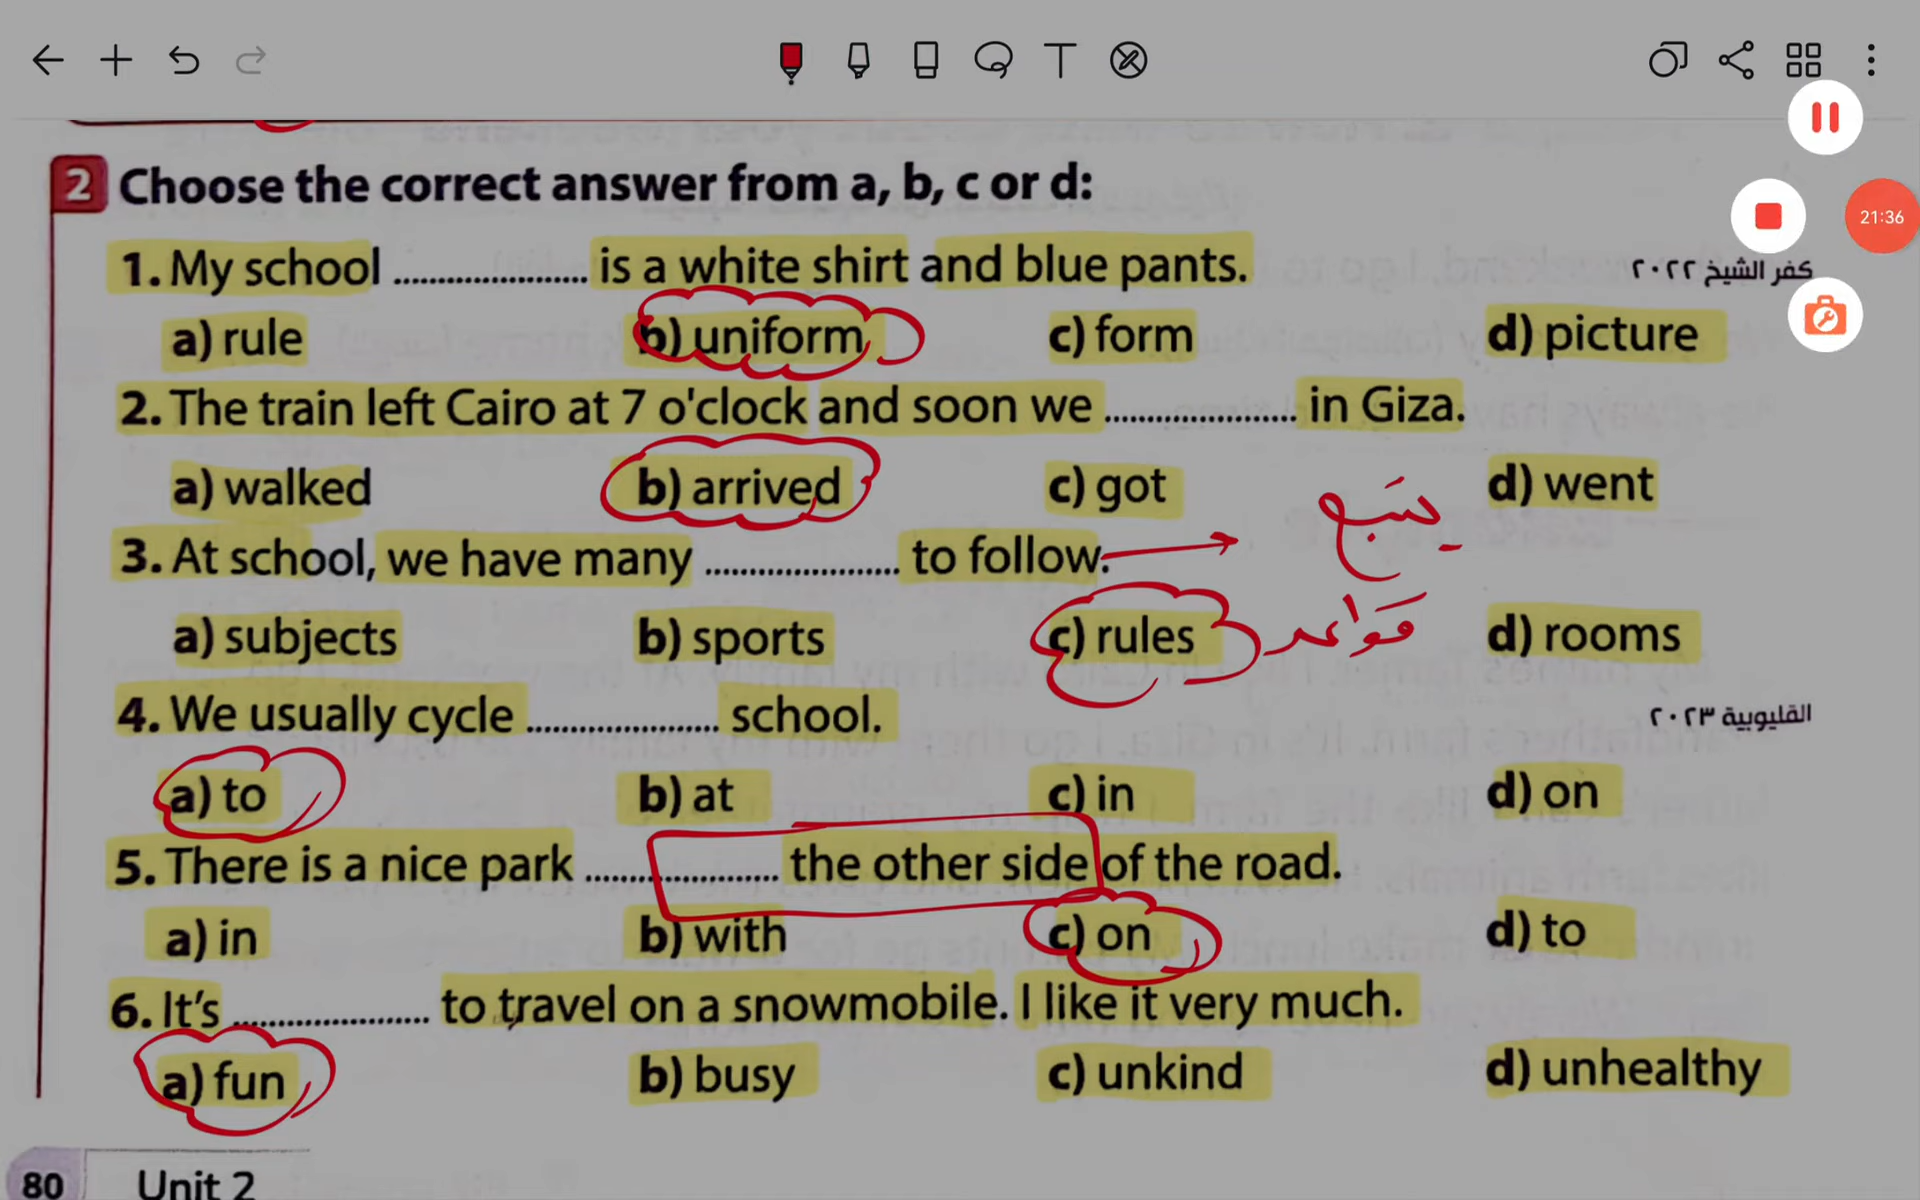 21:36
2 Choose the correct answer from a, b, c or d:
1. My school .................... is a white shirt and blue pants. كفر الشيخ ٢٠٢٢
a) rule b) uniform c) form d) picture
2. The train left Cairo at 7 o'clock and soon we .................... in Giza.
a) walked b) arrived c) got d) went
3. At school, we have many .................... to follow. يتبع
a) subjects b) sports c) rules قواعد d) rooms
4. We usually cycle .................... school. القليوبية ٢٠٢٣
a) to b) at c) in d) on
5. There is a nice park .................... the other side of the road.
a) in b) with c) on d) to
6. It's .................... to travel on a snowmobile. I like it very much.
a) fun b) busy c) unkind d) unhealthy
80 Unit 2